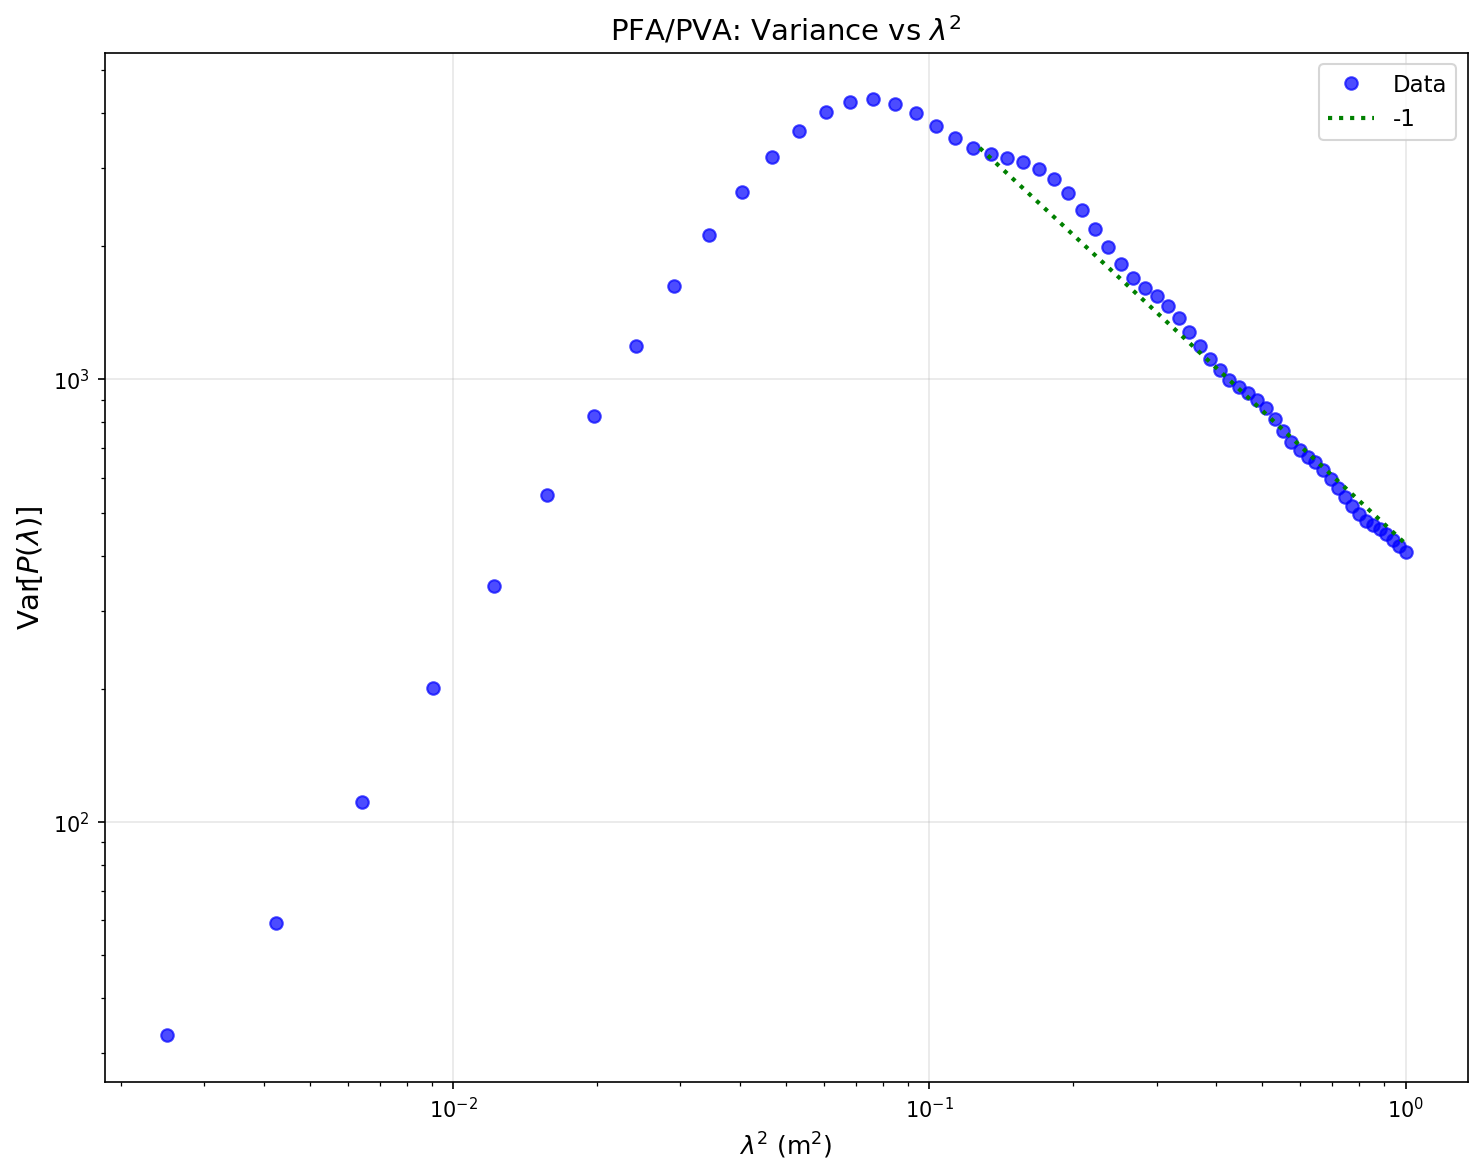 PFA/PVA: Variance vs λ²
Data
-1
10³
10²
Var[P(λ)]
10⁻²
10⁻¹
10⁰
λ² (m²)